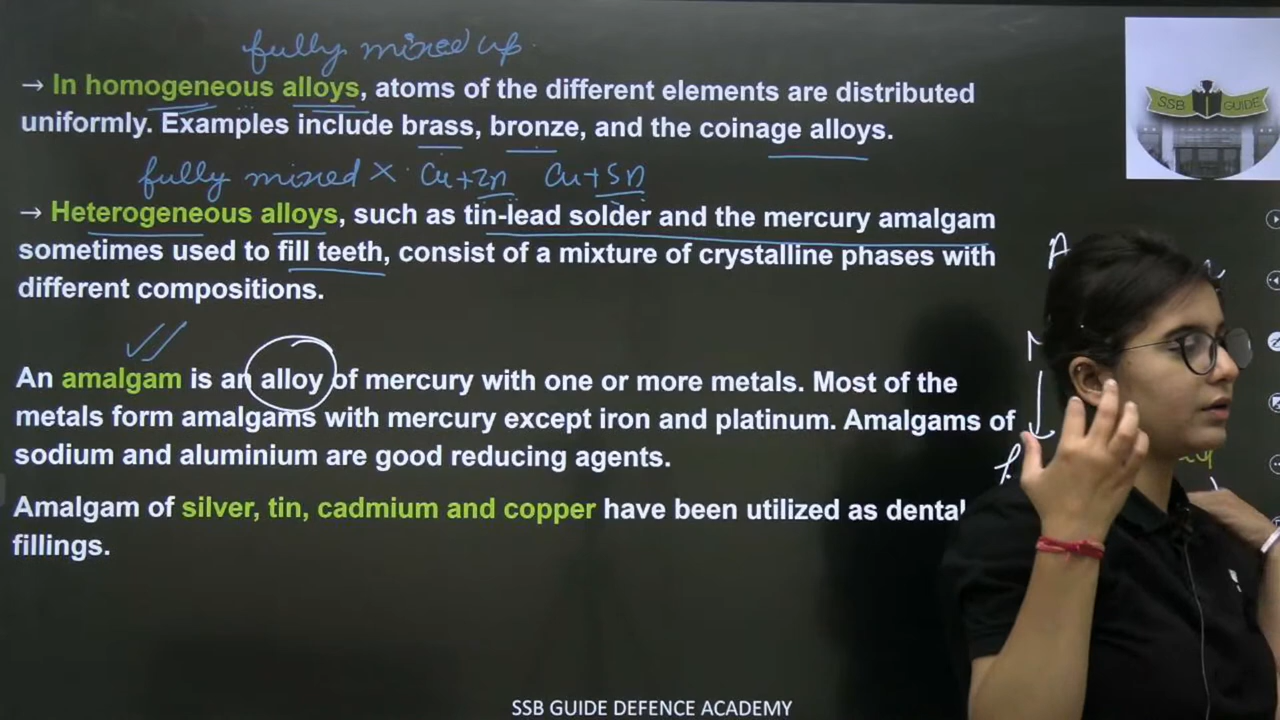 fully mixed up.
→ In homogeneous alloys, atoms of the different elements are distributed
uniformly. Examples include brass, bronze, and the coinage alloys.
fully mixed × Cu+Zn Cu+Sn
→ Heterogeneous alloys, such as tin-lead solder and the mercury amalgam
sometimes used to fill teeth, consist of a mixture of crystalline phases with
different compositions.
An amalgam is an alloy of mercury with one or more metals. Most of the
metals form amalgams with mercury except iron and platinum. Amalgams of
sodium and aluminium are good reducing agents.
Amalgam of silver, tin, cadmium and copper have been utilized as dental
fillings.
SSB GUIDE
SSB GUIDE DEFENCE ACADEMY